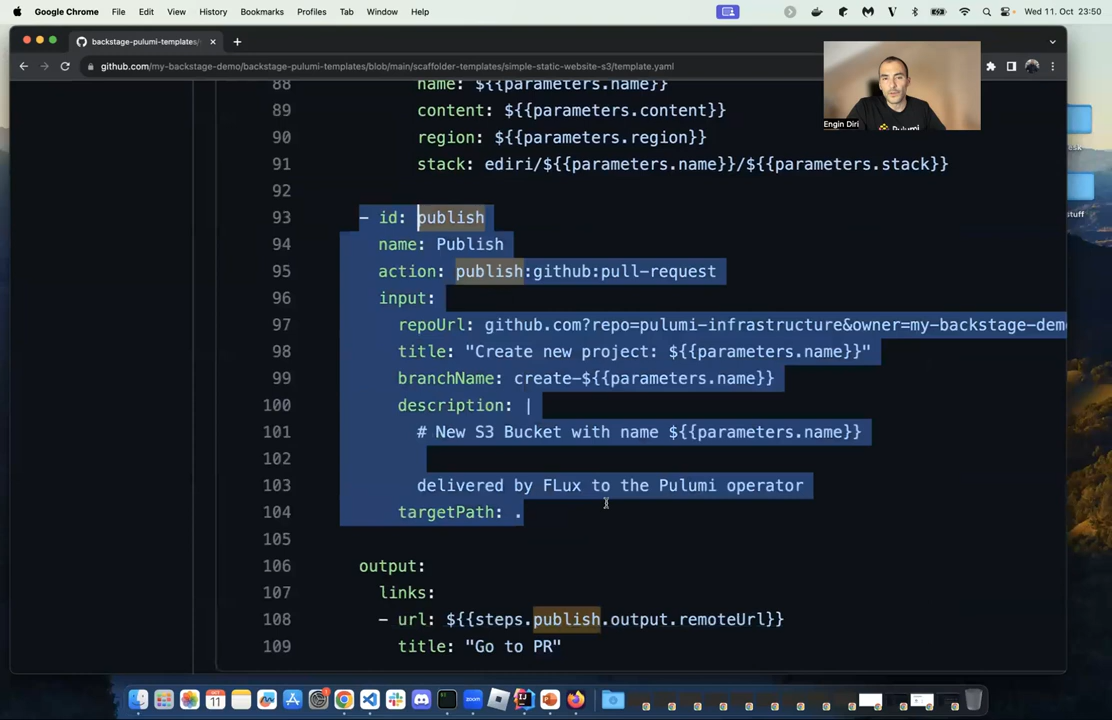 Google Chrome File Edit View History Bookmarks Profiles Tab Window Help Wed 11. Oct 23:50
backstage-pulumi-templates/
github.com/my-backstage-demo/backstage-pulumi-templates/blob/main/scaffolder-templates/simple-static-website-s3/template.yaml
88 name: ${{parameters.name}}
89 content: ${{parameters.content}}
90 region: ${{parameters.region}}
91 stack: ediri/${{parameters.name}}/${{parameters.stack}}
92
93 - id: publish
94 name: Publish
95 action: publish:github:pull-request
96 input:
97 repoUrl: github.com?repo=pulumi-infrastructure&owner=my-backstage-demo
98 title: "Create new project: ${{parameters.name}}"
99 branchName: create-${{parameters.name}}
100 description: |
101 # New S3 Bucket with name ${{parameters.name}}
102
103 delivered by FLux to the Pulumi operator
104 targetPath: .
105
106 output:
107 links:
108 - url: ${{steps.publish.output.remoteUrl}}
109 title: "Go to PR"
Engin Diri
Pulumi
stuff
11